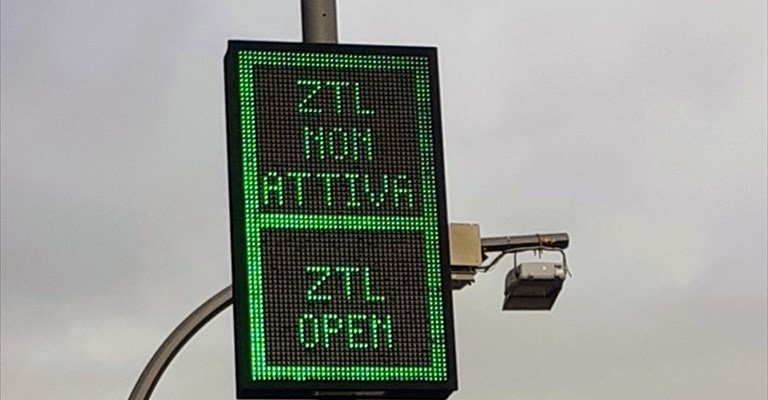 ZTL
NON
ATTIVA
ZTL
OPEN